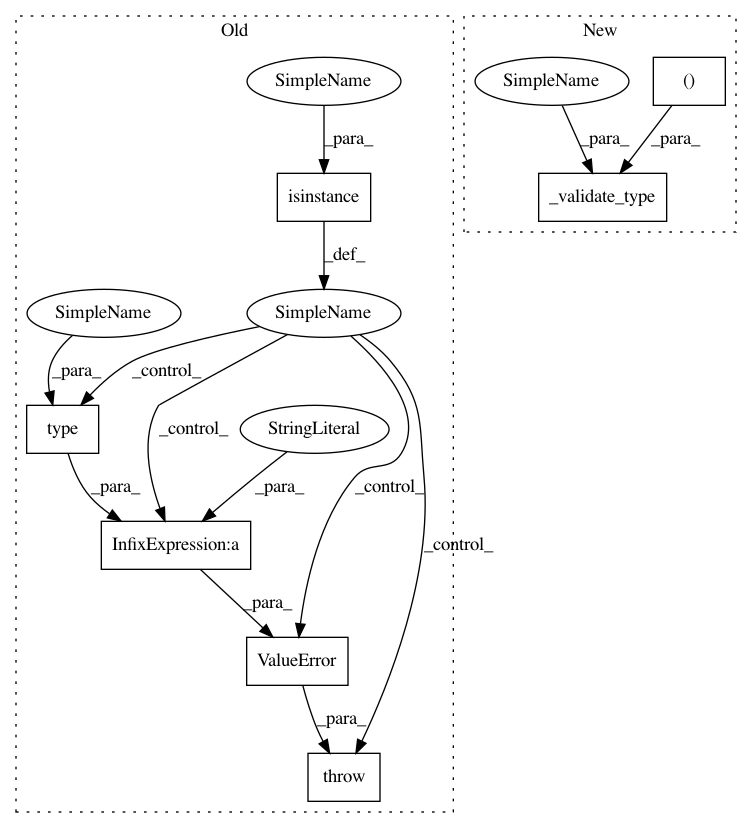 Old
New
SimpleName
SimpleName
()
_para_
_para_
_para_
isinstance
_validate_type
_def_
SimpleName
SimpleName
_para_
_control_
type
StringLiteral
_control_
_para_
_para_
_control_
InfixExpression:a
_control_
_para_
ValueError
_para_
throw